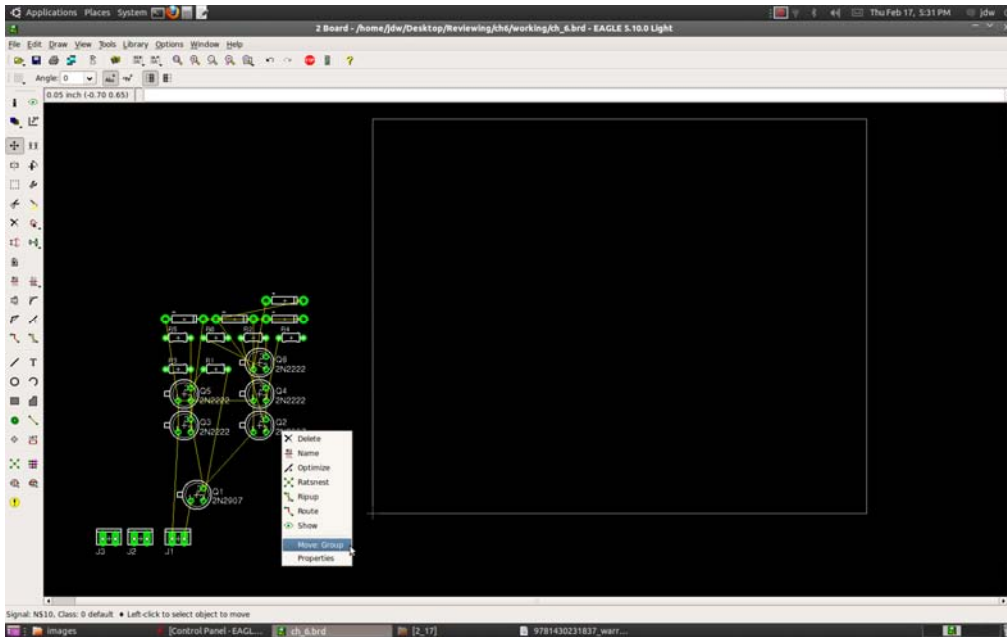 Applications Places System
Thu Feb 17, 5:31 PM jdw
2 Board - /home/jdw/Desktop/Reviewing/ch6/working/ch_6.brd - EAGLE 5.10.0 Light
File Edit Draw View Tools Library Options Window Help
Angle: 0
0.05 inch (-0.70 0.65)
R5 R6 R2 R4
R3 R1 Q6
2N2222
Q5 Q4
2N2222 2N2222
Q3 Q2
2N2222
Delete
Name
Optimize
Ratsnest
Ripup
Route
Show
Move: Group
Properties
Q1
2N2907
J3 J2 J1
Signal: N$10, Class: 0 default • Left-click to select object to move
images [Control Panel - EAGL... ch_6.brd [2_17] 9781430231837_warr...